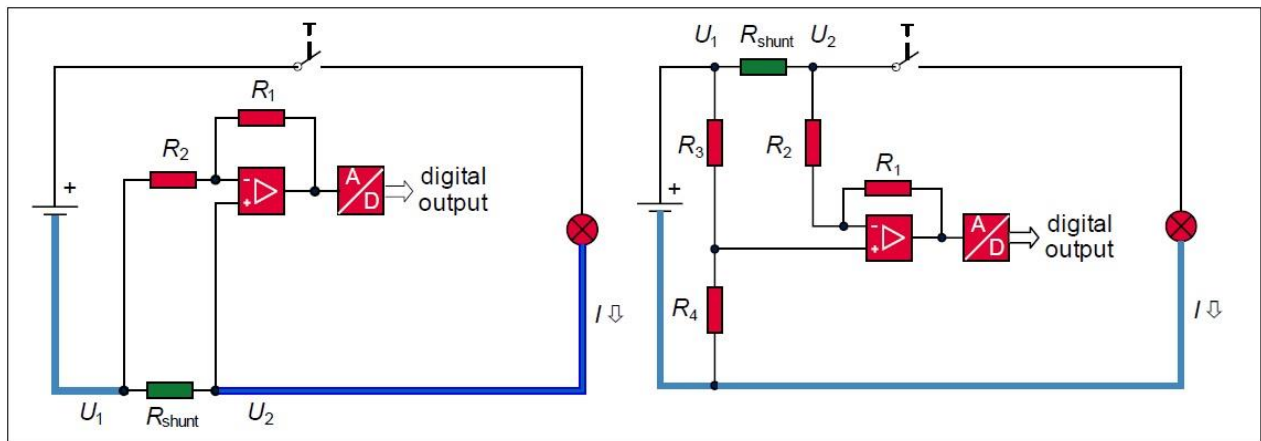 R1
R2
+
-
+
A
D
digital
output
I
U1
Rshunt
U2
U1
Rshunt
U2
R3
R2
+
R1
-
+
A
D
digital
output
R4
I